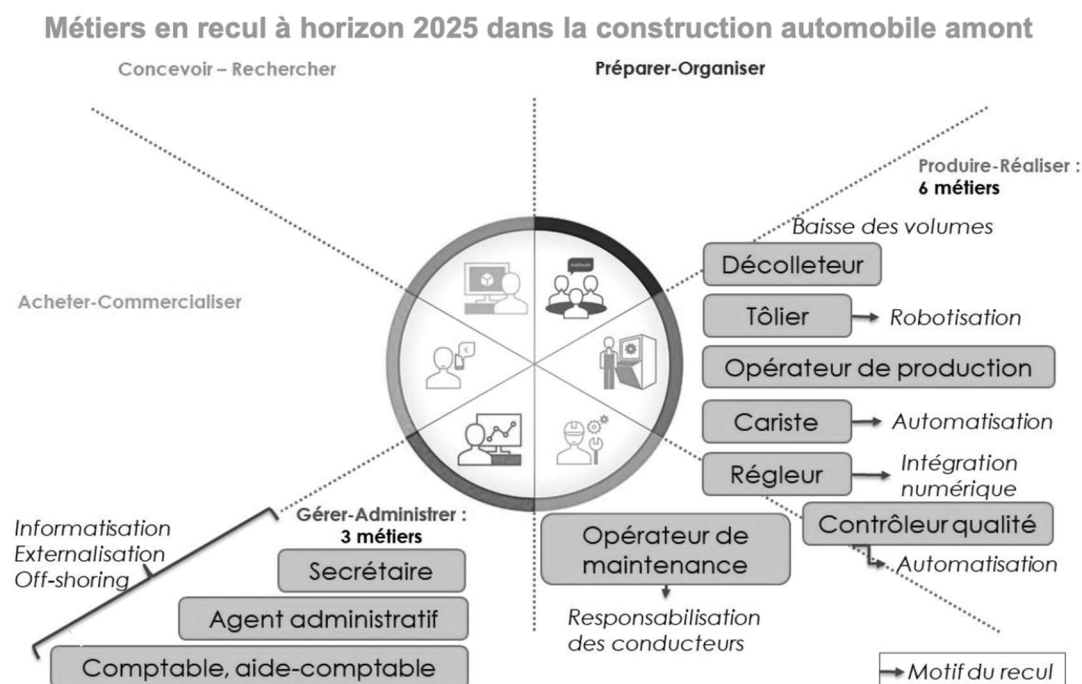 Métiers en recul à horizon 2025 dans la construction automobile amont
Concevoir – Rechercher
Préparer-Organiser
Produire-Réaliser :
6 métiers
Baisse des volumes
Décolleteur
Acheter-Commercialiser
Tôlier
Robotisation
Opérateur de production
Cariste
Automatisation
Régleur
Intégration
numérique
Contrôleur qualité
Automatisation
Opérateur de
maintenance
Responsabilisation
des conducteurs
Gérer-Administrer :
3 métiers
Informatisation
Externalisation
Off-shoring
Secrétaire
Agent administratif
Comptable, aide-comptable
Motif du recul